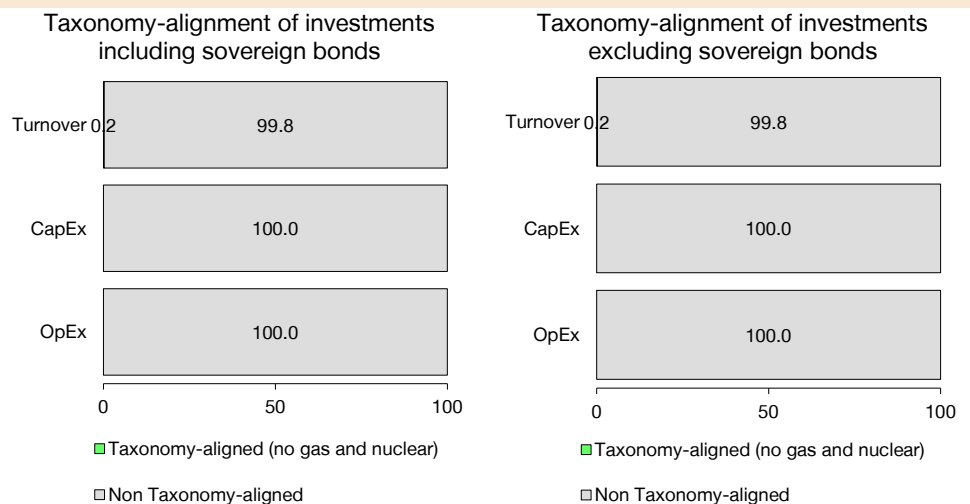 Taxonomy-alignment of investments
including sovereign bonds
Turnover 0.2 99.8
CapEx 100.0
OpEx 100.0
0 50 100
Taxonomy-aligned (no gas and nuclear)
Non Taxonomy-aligned
Taxonomy-alignment of investments
excluding sovereign bonds
Turnover 0.2 99.8
CapEx 100.0
OpEx 100.0
0 50 100
Taxonomy-aligned (no gas and nuclear)
Non Taxonomy-aligned